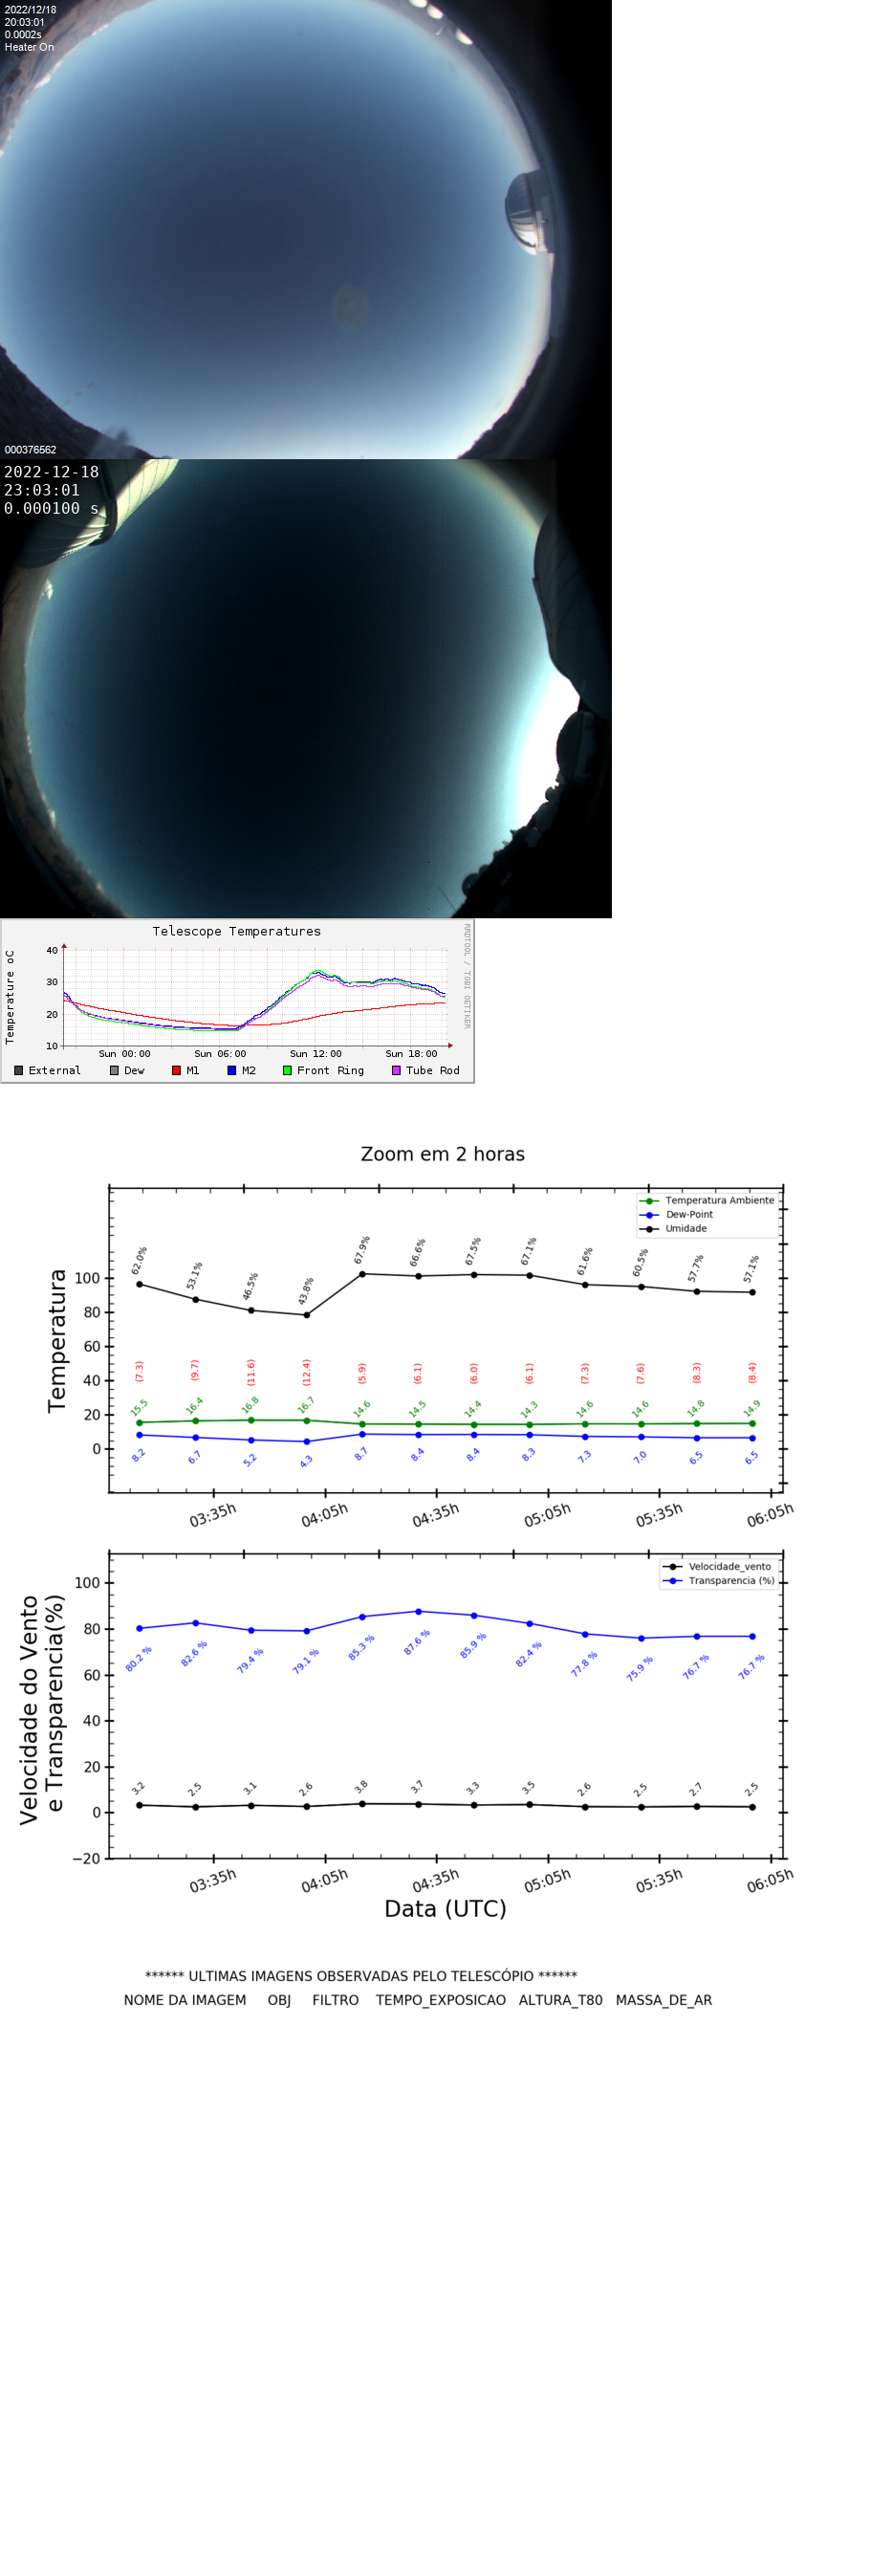 2022/12/18
20:03:01
0.0002s
Heater On
000376562
2022-12-18
23:03:01
0.000100 s
Telescope Temperatures
RRDTOOL / TOBI OETIKER
Temperature oC
40
30
20
10
Sun 00:00 Sun 06:00 Sun 12:00 Sun 18:00
External Dew M1 M2 Front Ring Tube Rod
Zoom em 2 horas
Temperatura Ambiente
Dew-Point
Umidade
Temperatura
100
80
60
40
20
0
62.0% 53.1% 46.5% 43.8% 67.9% 66.6% 67.5% 67.1% 61.6% 60.5% 57.7% 57.1%
(7.3) (9.7) (11.6) (12.4) (5.9) (6.1) (6.0) (6.1) (7.3) (7.6) (8.3) (8.4)
15.5 16.4 16.8 16.7 14.6 14.5 14.4 14.3 14.6 14.6 14.8 14.9
8.2 6.7 5.2 4.3 8.7 8.4 8.4 8.3 7.3 7.0 6.5 6.5
03:35h 04:05h 04:35h 05:05h 05:35h 06:05h
Velocidade_vento
Transparencia (%)
Velocidade do Vento
e Transparencia(%)
100
80
60
40
20
0
−20
80.2 % 82.6 % 79.4 % 79.1 % 85.3 % 87.6 % 85.9 % 82.4 % 77.8 % 75.9 % 76.7 % 76.7 %
3.2 2.5 3.1 2.6 3.8 3.7 3.3 3.5 2.6 2.5 2.7 2.5
03:35h 04:05h 04:35h 05:05h 05:35h 06:05h
Data (UTC)
****** ULTIMAS IMAGENS OBSERVADAS PELO TELESCÓPIO ******
NOME DA IMAGEM OBJ FILTRO TEMPO_EXPOSICAO ALTURA_T80 MASSA_DE_AR